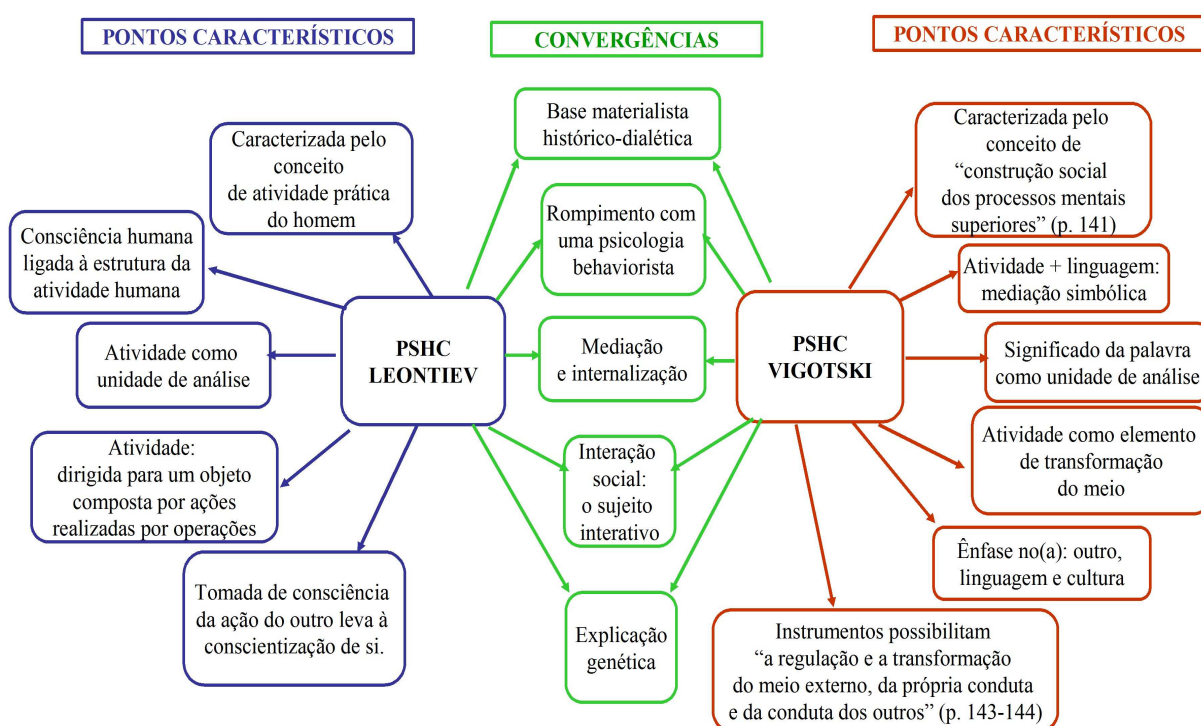 PONTOS CARACTERÍSTICOS
CONVERGÊNCIAS
PONTOS CARACTERÍSTICOS
Caracterizada pelo
conceito
de atividade prática
do homem
Consciência humana
ligada à estrutura da
atividade humana
Atividade como
unidade de análise
Atividade:
dirigida para um objeto
composta por ações
realizadas por operações
Tomada de consciência
da ação do outro leva à
conscientização de si.
PSHC
LEONTIEV
Base materialista
histórico-dialética
Rompimento com
uma psicologia
behaviorista
Mediação
e internalização
Interação
social:
o sujeito
interativo
Explicação
genética
PSHC
VIGOTSKI
Caracterizada pelo
conceito de
“construção social
dos processos mentais
superiores” (p. 141)
Atividade + linguagem:
mediação simbólica
Significado da palavra
como unidade de análise
Atividade como elemento
de transformação
do meio
Ênfase no(a): outro,
linguagem e cultura
Instrumentos possibilitam
“a regulação e a transformação
do meio externo, da própria conduta
e da conduta dos outros” (p. 143-144)